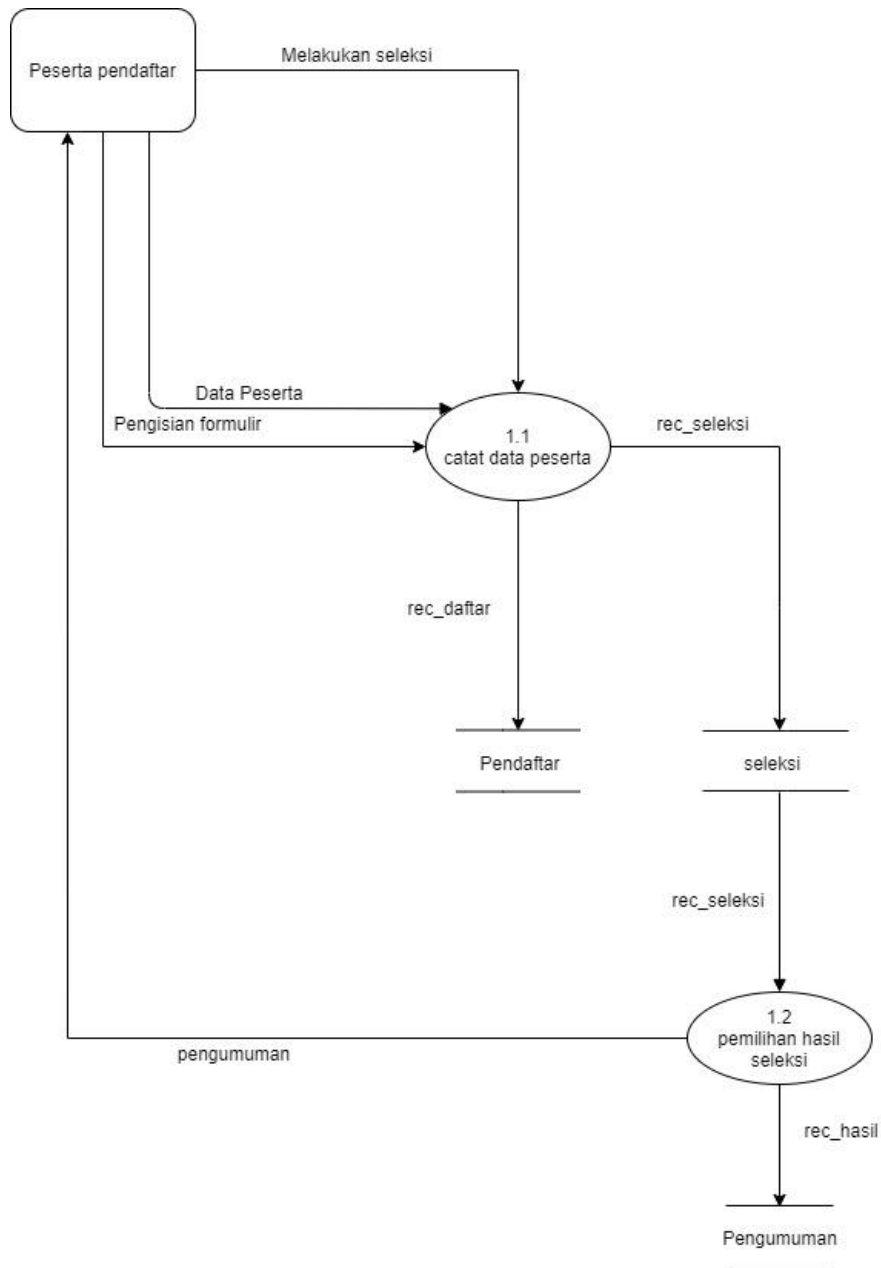 Melakukan seleksi
Peserta pendaftar
Data Peserta
Pengisian formulir
1.1
catat data peserta
rec_seleksi
rec_daftar
Pendaftar
seleksi
rec_seleksi
1.2
pemilihan hasil
seleksi
pengumuman
rec_hasil
Pengumuman